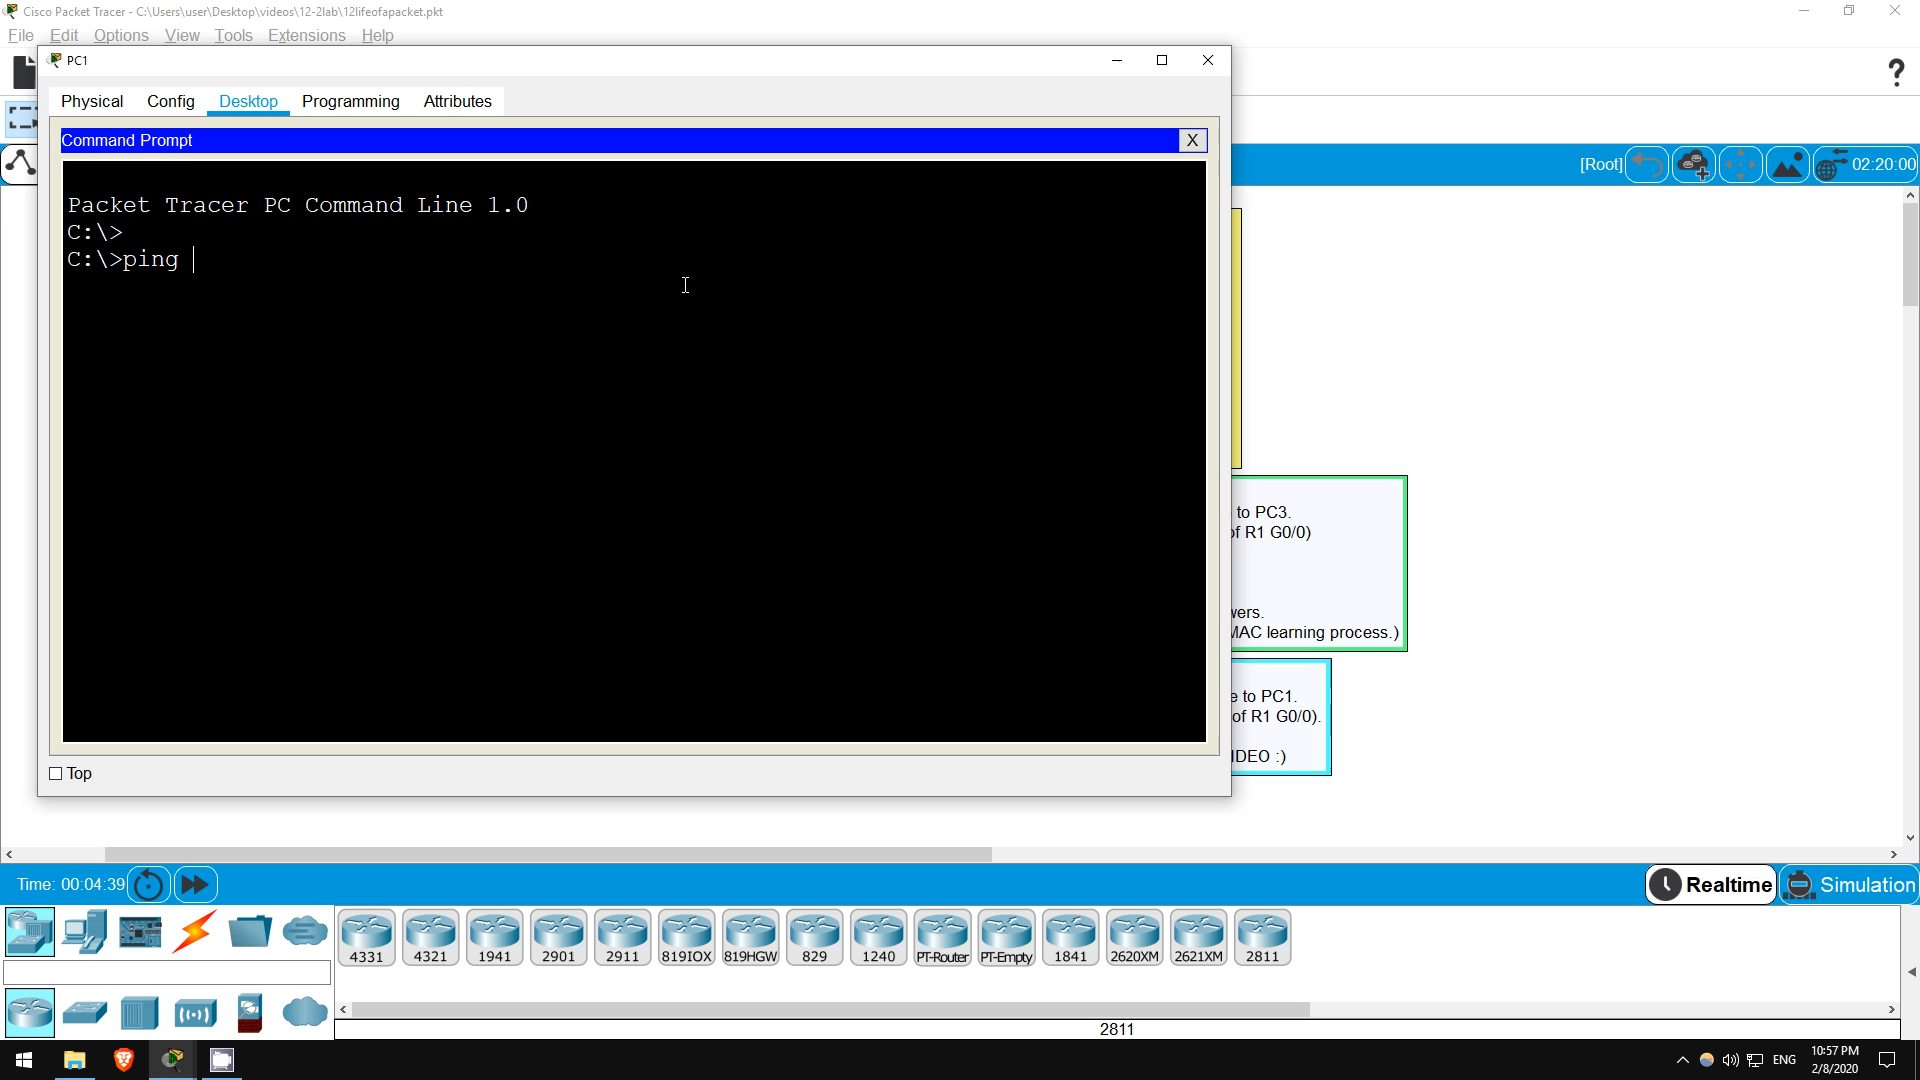 Cisco Packet Tracer - C:\Users\user\Desktop\videos\12-2lab\12lifeofapacket.pkt
File Edit Options View Tools Extensions Help
PC1
Physical Config Desktop Programming Attributes
Command Prompt X
[Root] 02:20:00
Packet Tracer PC Command Line 1.0
C:\>
C:\>ping
to PC3.
of R1 G0/0)
wers.
MAC learning process.)
e to PC1.
of R1 G0/0).
IDEO :)
Top
Time: 00:04:39 Realtime Simulation
4331 4321 1941 2901 2911 819IOX 819HGW 829 1240 PT-Router PT-Empty 1841 2620XM 2621XM 2811
2811
ENG 10:57 PM
2/8/2020